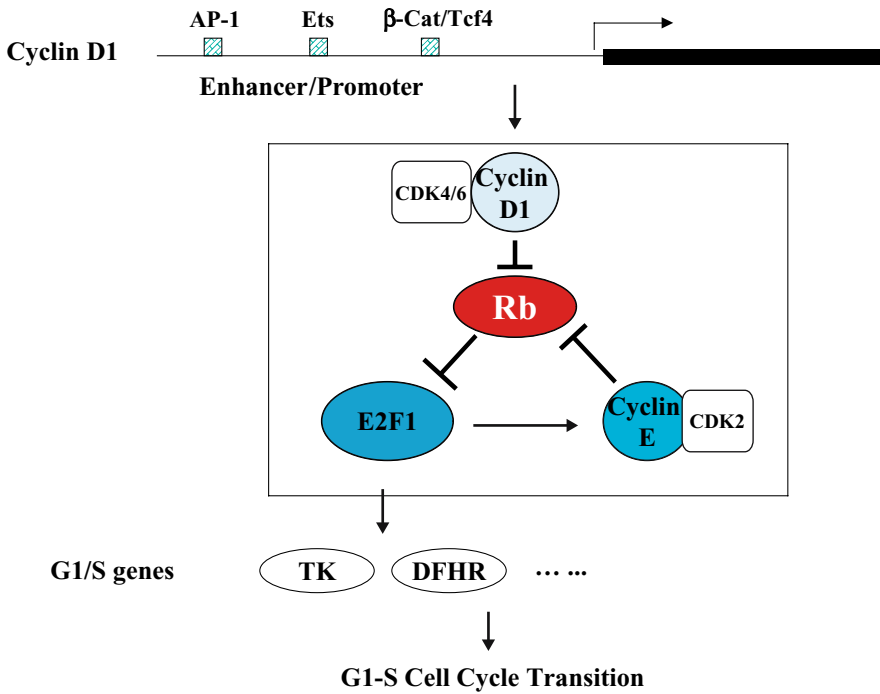 AP-1 Ets β-Cat/Tcf4
Cyclin D1
Enhancer/Promoter
CDK4/6
Cyclin
D1
Rb
E2F1
Cyclin
E
CDK2
G1/S genes TK DFHR … ...
G1-S Cell Cycle Transition